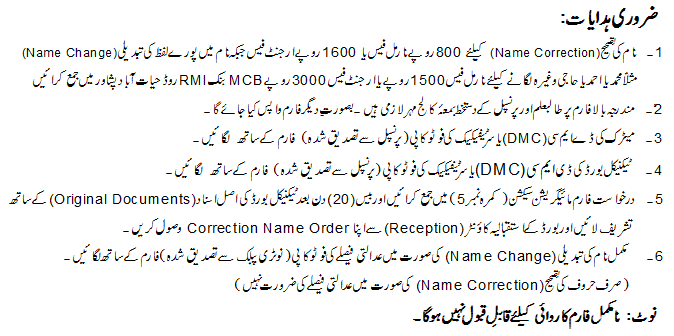 ضروری ہدایات:
1- نام کی تصحیح (Name Correction) کیلئے 800 روپے نارمل فیس یا 1600 روپے ارجنٹ فیس جبکہ نام میں پورے لفظ کی تبدیلی (Name Change)
مثلاً محمد یا احمد یا حاجی وغیرہ لگانے کیلئے نارمل فیس 1500 روپے یا ارجنٹ فیس 3000 روپے MCB بنک RMI روڈ حیات آباد پشاور میں جمع کرائیں
2- مندرجہ بالا فارم پر طالبعلم اور پرنسپل کے دستخط بمعۂ کالج مہر لازمی ہیں ۔ بصورتِ دیگر فارم واپس کیا جائے گا ۔
3- میٹرک کی ڈے ایم سی (DMC) یا سرٹیفیکیٹ کی فوٹو کاپی (پرنسپل سے تصدیق شدہ) فارم کے ساتھ لگائیں ۔
4- ٹیکنیکل بورڈ کی ڈی ایم سی (DMC) یا سرٹیفیکیٹ کی فوٹو کاپی (پرنسپل سے تصدیق شدہ) فارم کے ساتھ لگائیں ۔
5- درخواست فارم مائیگریشن سیکشن (کمرہ نمبر 5) میں جمع کرائیں اور بیس (20) دن بعد ٹیکنیکل بورڈ کی اصل اسناد (Original Documents) کے ساتھ
تشریف لائیں اور بورڈ کے استقبالیہ کاؤنٹر (Reception) سے اپنا Correction Name Order وصول کریں ۔
6- مکمل نام کی تبدیلی (Name Change) کی صورت میں عدالتی فیصلے کی فوٹو کاپی (نوٹری پبلک سے تصدیق شدہ) فارم کے ساتھ لگائیں ۔
(صرف حروف کی تصحیح (Name Correction) کی صورت میں عدالتی فیصلے کی ضرورت نہیں)
نوٹ: نامکمل فارم کاروائی کیلئے قابلِ قبول نہیں ہوگا ۔